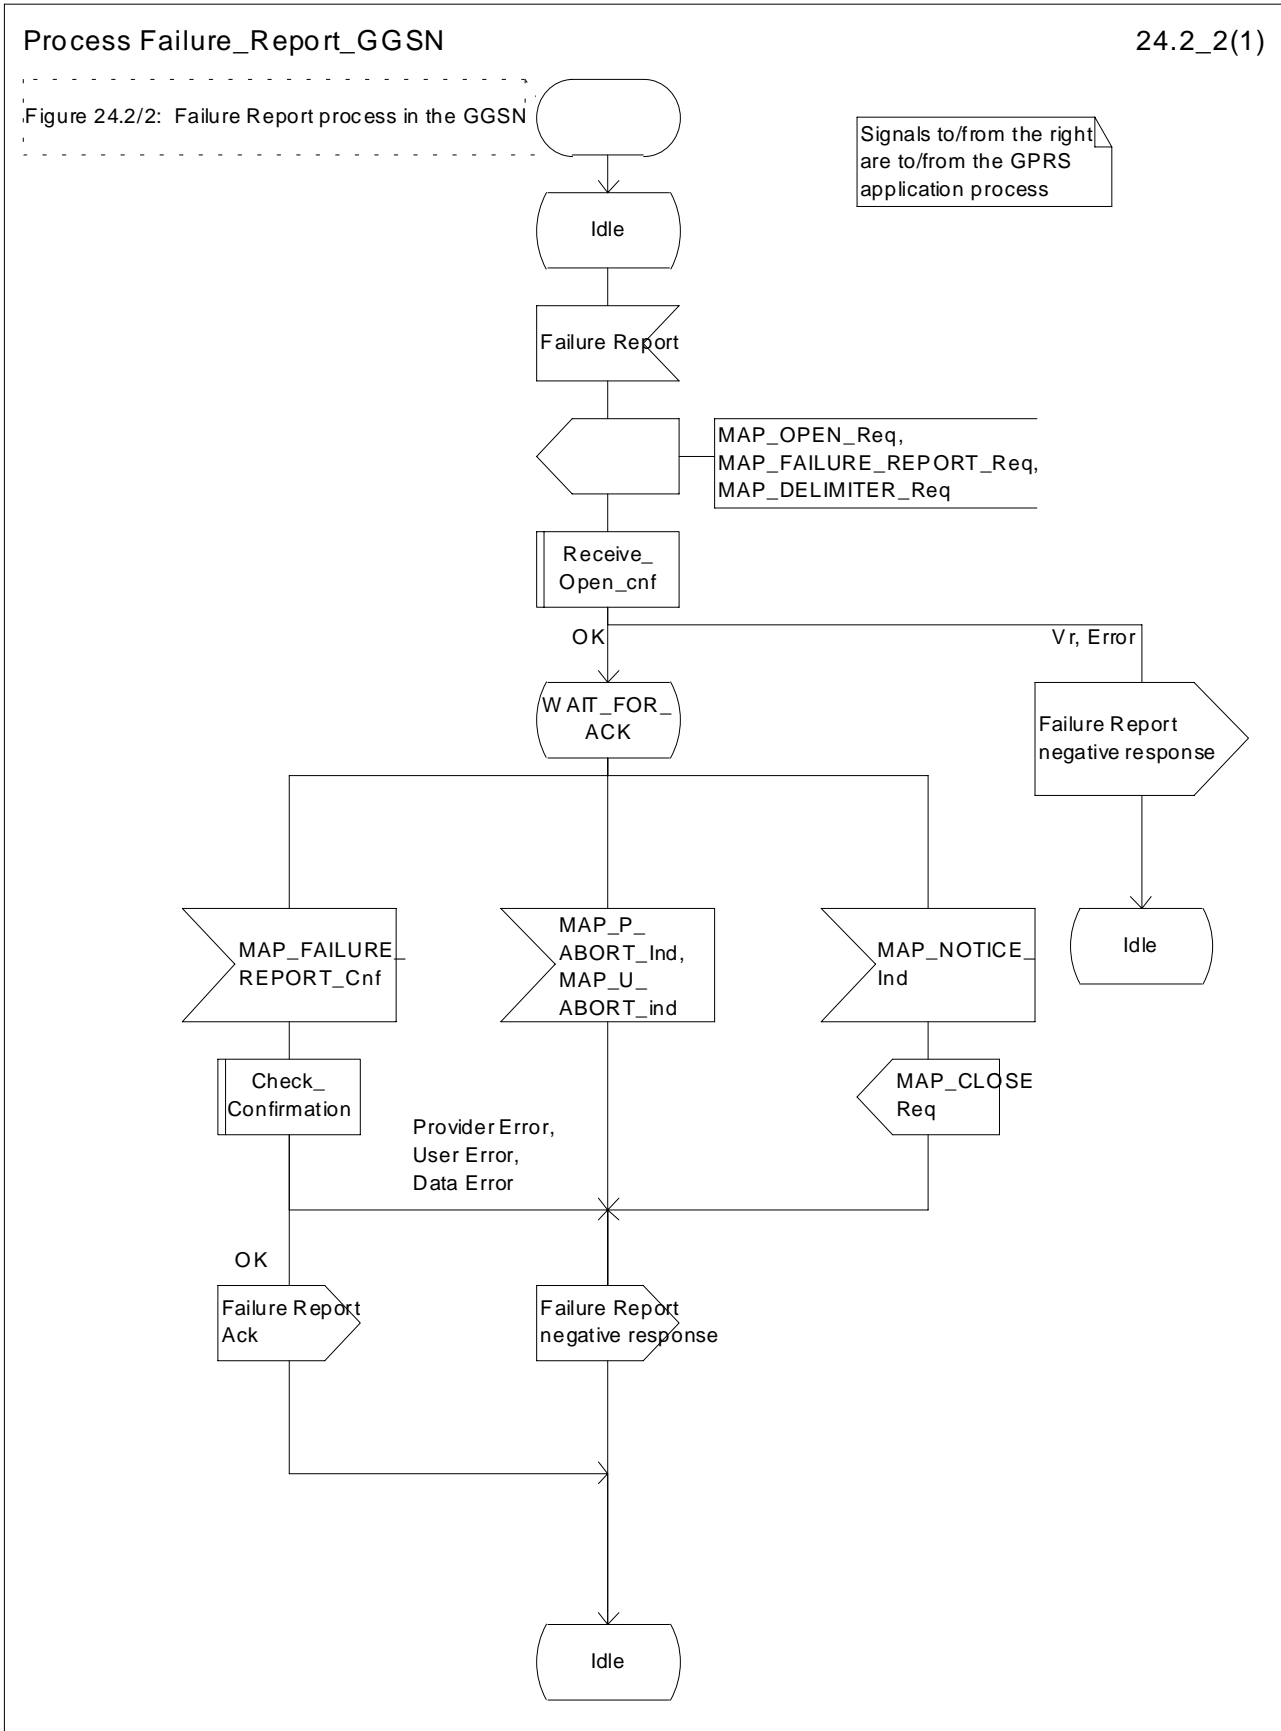 Process Failure_Report_GGSN
24.2_2(1)
Figure 24.2/2: Failure Report process in the GGSN
Signals to/from the right
are to/from the GPRS
application process
Idle
Failure Report
MAP_OPEN_Req,
MAP_FAILURE_REPORT_Req,
MAP_DELIMITER_Req
Receive_
Open_cnf
OK
Vr, Error
WAIT_FOR_
ACK
Failure Report
negative response
Idle
MAP_FAILURE_
REPORT_Cnf
MAP_P_
ABORT_Ind,
MAP_U_
ABORT_ind
MAP_NOTICE_
Ind
Check_
Confirmation
MAP_CLOSE
Req
Provider Error,
User Error,
Data Error
OK
Failure Report
Ack
Failure Report
negative response
Idle